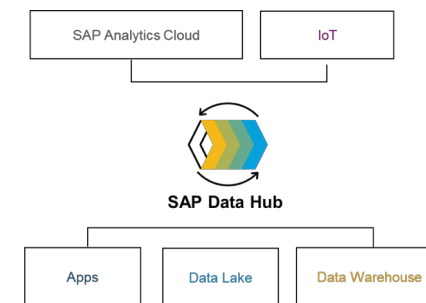 SAP Analytics Cloud
IoT
SAP Data Hub
Apps
Data Lake
Data Warehouse